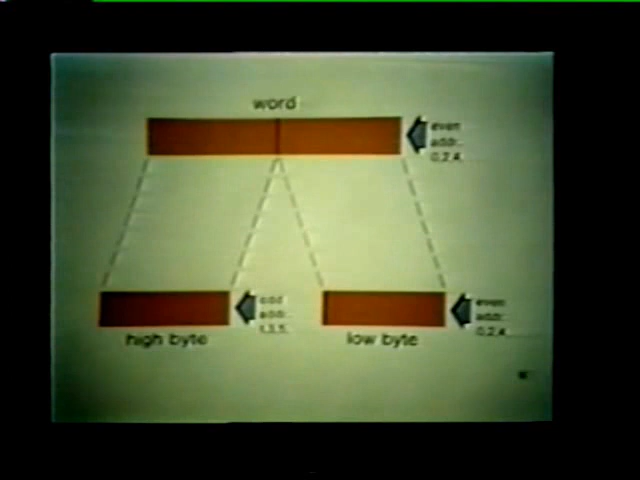 word
even
addr.
0,2,4
odd
addr.
1,3,5
even
addr.
0,2,4
high byte
low byte